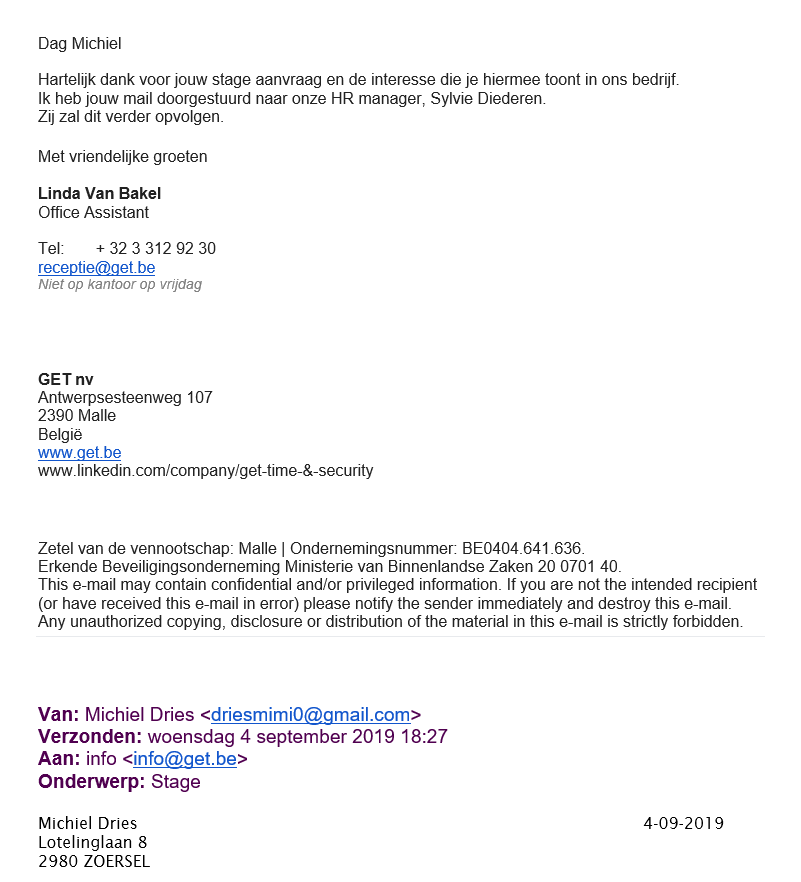 Dag Michiel
Hartelijk dank voor jouw stage aanvraag en de interesse die je hiermee toont in ons bedrijf.
Ik heb jouw mail doorgestuurd naar onze HR manager, Sylvie Diederen.
Zij zal dit verder opvolgen.
Met vriendelijke groeten
Linda Van Bakel
Office Assistant
Tel: + 32 3 312 92 30
receptie@get.be
Niet op kantoor op vrijdag
GET nv
Antwerpsesteenweg 107
2390 Malle
België
www.get.be
www.linkedin.com/company/get-time-&-security
Zetel van de vennootschap: Malle | Ondernemingsnummer: BE0404.641.636.
Erkende Beveiligingsonderneming Ministerie van Binnenlandse Zaken 20 0701 40.
This e-mail may contain confidential and/or privileged information. If you are not the intended recipient
(or have received this e-mail in error) please notify the sender immediately and destroy this e-mail.
Any unauthorized copying, disclosure or distribution of the material in this e-mail is strictly forbidden.
Van: Michiel Dries <driesmimi0@gmail.com>
Verzonden: woensdag 4 september 2019 18:27
Aan: info <info@get.be>
Onderwerp: Stage
Michiel Dries 4-09-2019
Lotelinglaan 8
2980 ZOERSEL